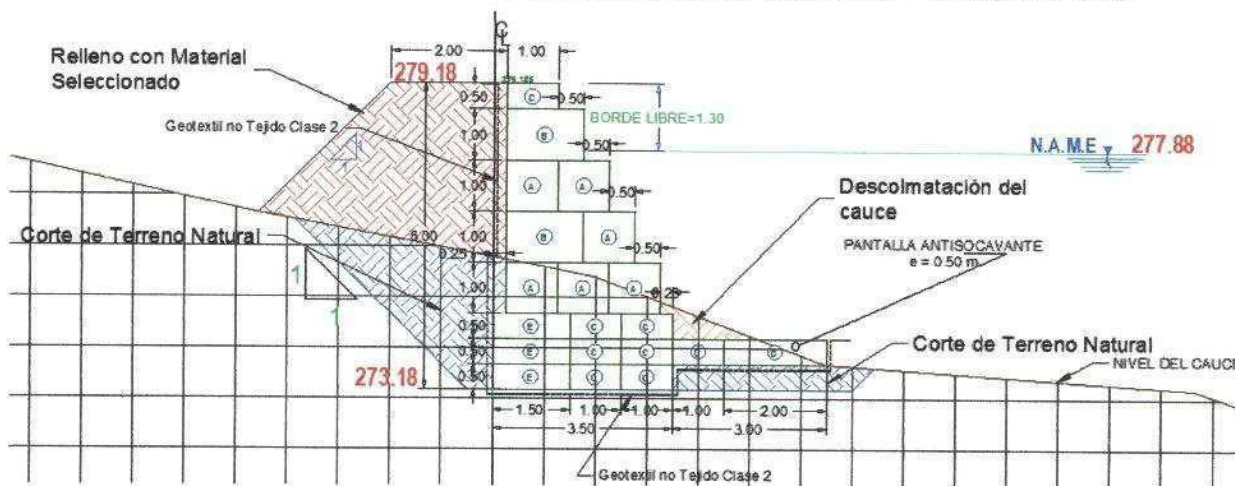 ℄
2.00
1.00
Relleno con Material
Seleccionado
279.18
0.50
C
0.50
BORDE LIBRE=1.30
Geotextil no Tejido Clase 2
1.00
B
0.50
N.A.M.E
277.88
1.00
A
A
0.50
Descolmatación del
cauce
Corte de Terreno Natural
6.00
1.00
B
A
0.50
PANTALLA ANTISOCAVANTE
e = 0.50 m
0.25
1
1
1.00
A
A
A
0.25
0.50
E
C
C
0.50
E
C
C
C
D
Corte de Terreno Natural
NIVEL DEL CAUCE
273.18
0.50
E
C
C
1.50
1.00
1.00
1.00
2.00
3.50
3.00
Geotextil no Tejido Clase 2